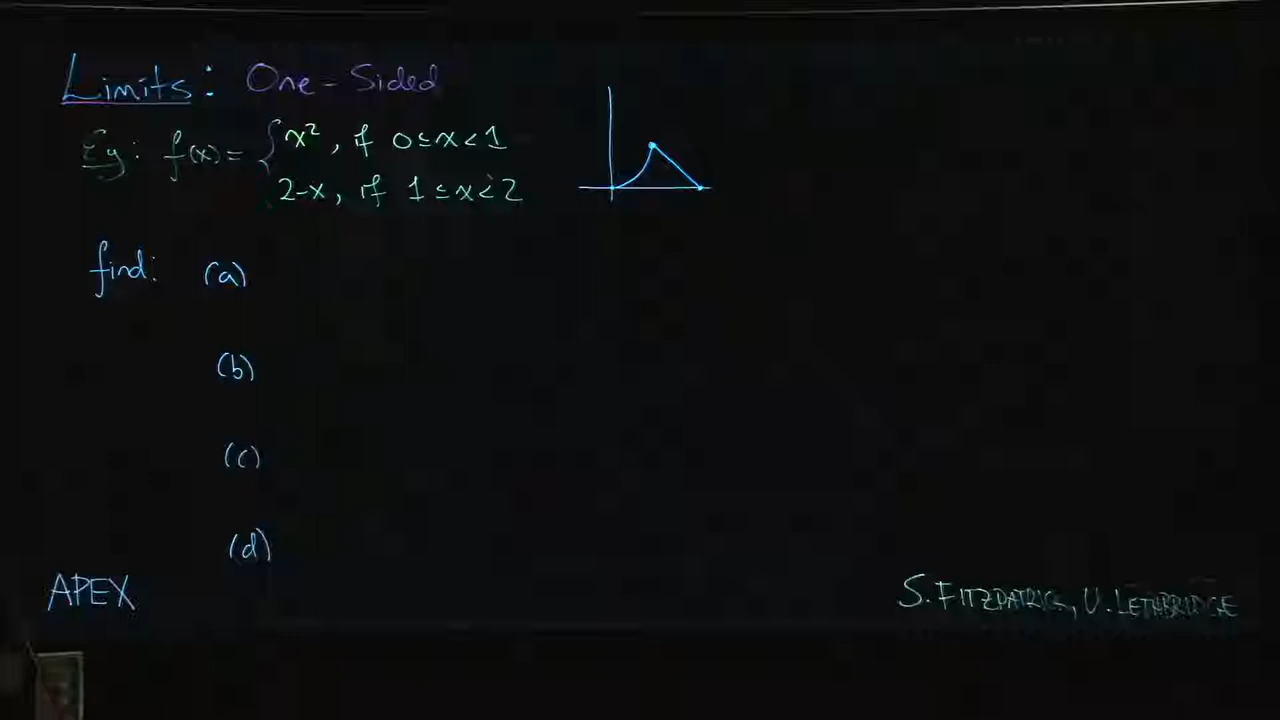 Limits: One-Sided
Eg: f(x) = { x², if 0≤x<1
2-x, if 1≤x<2
find: (a)
(b)
(c)
(d)
APEX
S. FITZPATRICK, U. LETHBRIDGE